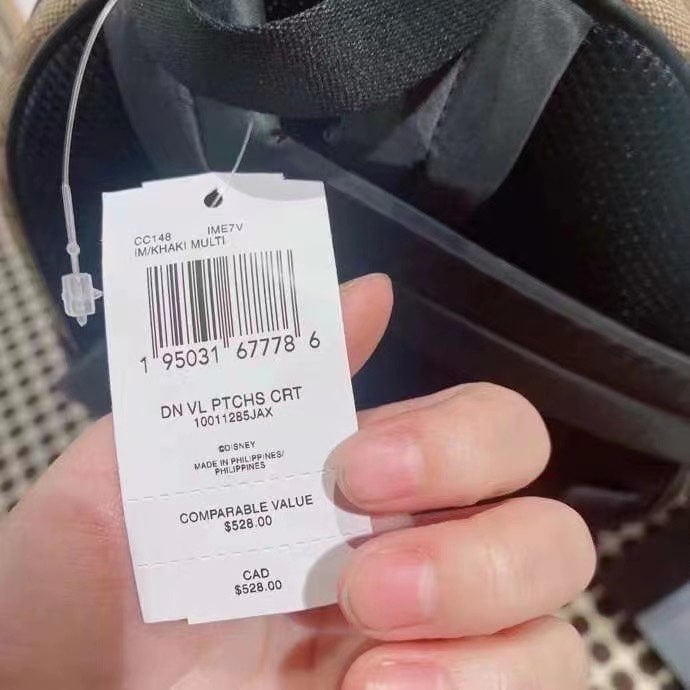 CC148 IME7V
IM/KHAKI MULTI
1 95031 67778 6
DN VL PTCHS CRT
10011285JAX
©DISNEY
MADE IN PHILIPPINES/
PHILIPPINES
COMPARABLE VALUE
$528.00
CAD
$528.00